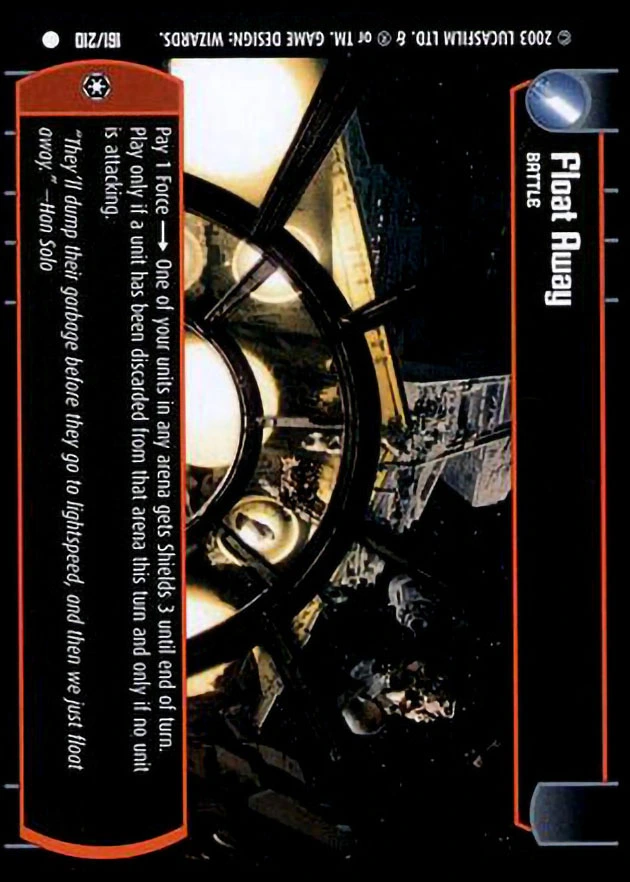 Float Away
BATTLE
Pay 1 Force → One of your units in any arena gets Shields 3 until end of turn.
Play only if a unit has been discarded from that arena this turn and only if no unit
is attacking.
"They'll dump their garbage before they go to lightspeed, and then we just float
away." —Han Solo
© 2003 LUCASFILM LTD. & ® or TM. GAME DESIGN: WIZARDS.
161/210